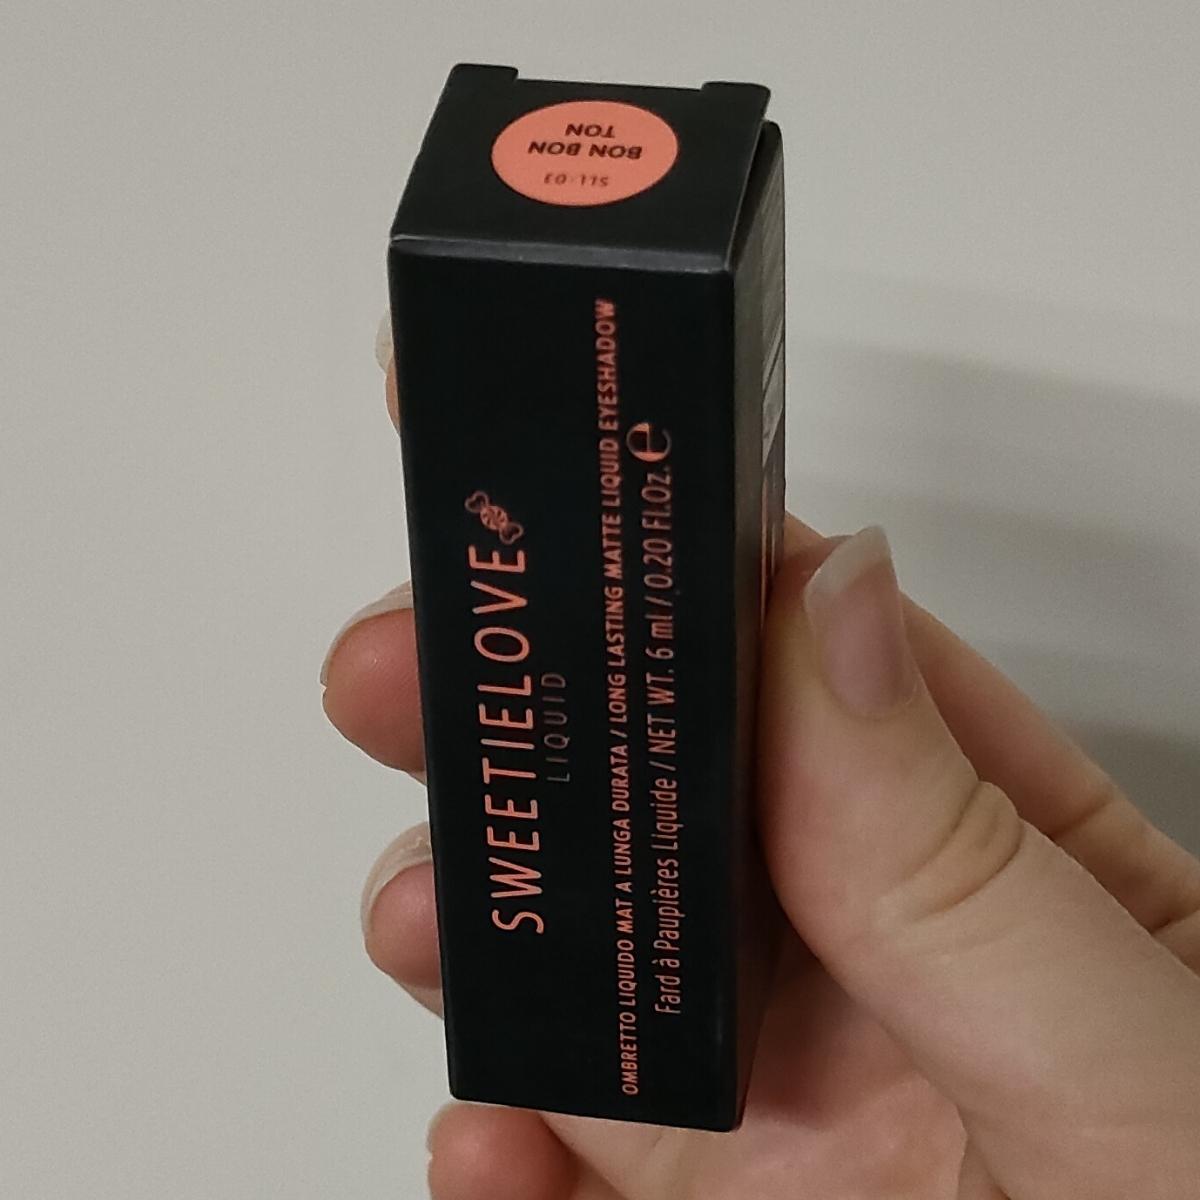 SLL·03
BON BON
TON
SWEETIELOVE
LIQUID
OMBRETTO LIQUIDO MAT A LUNGA DURATA / LONG LASTING MATTE LIQUID EYESHADOW
Fard à Paupières Liquide / NET WT. 6 ml / 0.20 Fl.Oz. ℮